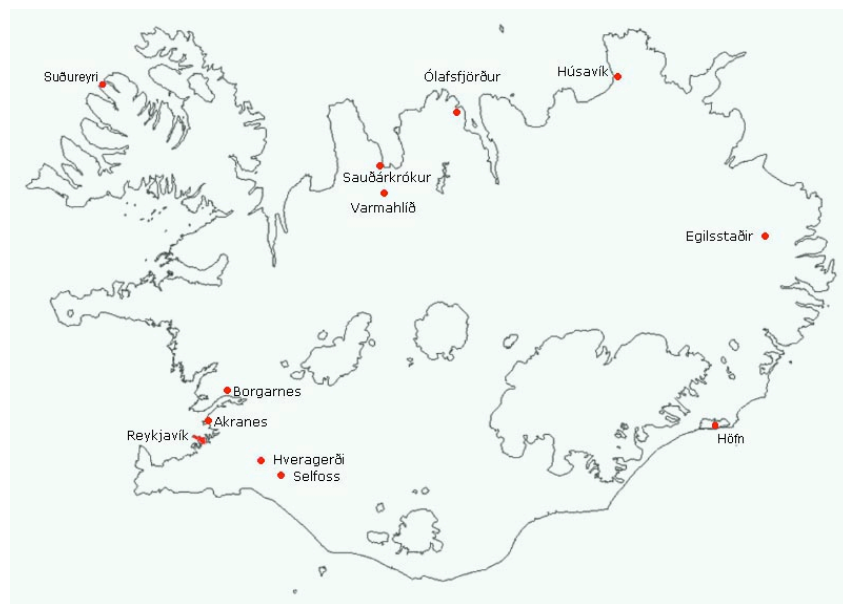 Suðureyri
Ólafsfjörður
Húsavík
Sauðárkrókur
Varmahlíð
Egilsstaðir
Borgarnes
Akranes
Reykjavík
Höfn
Hveragerði
Selfoss